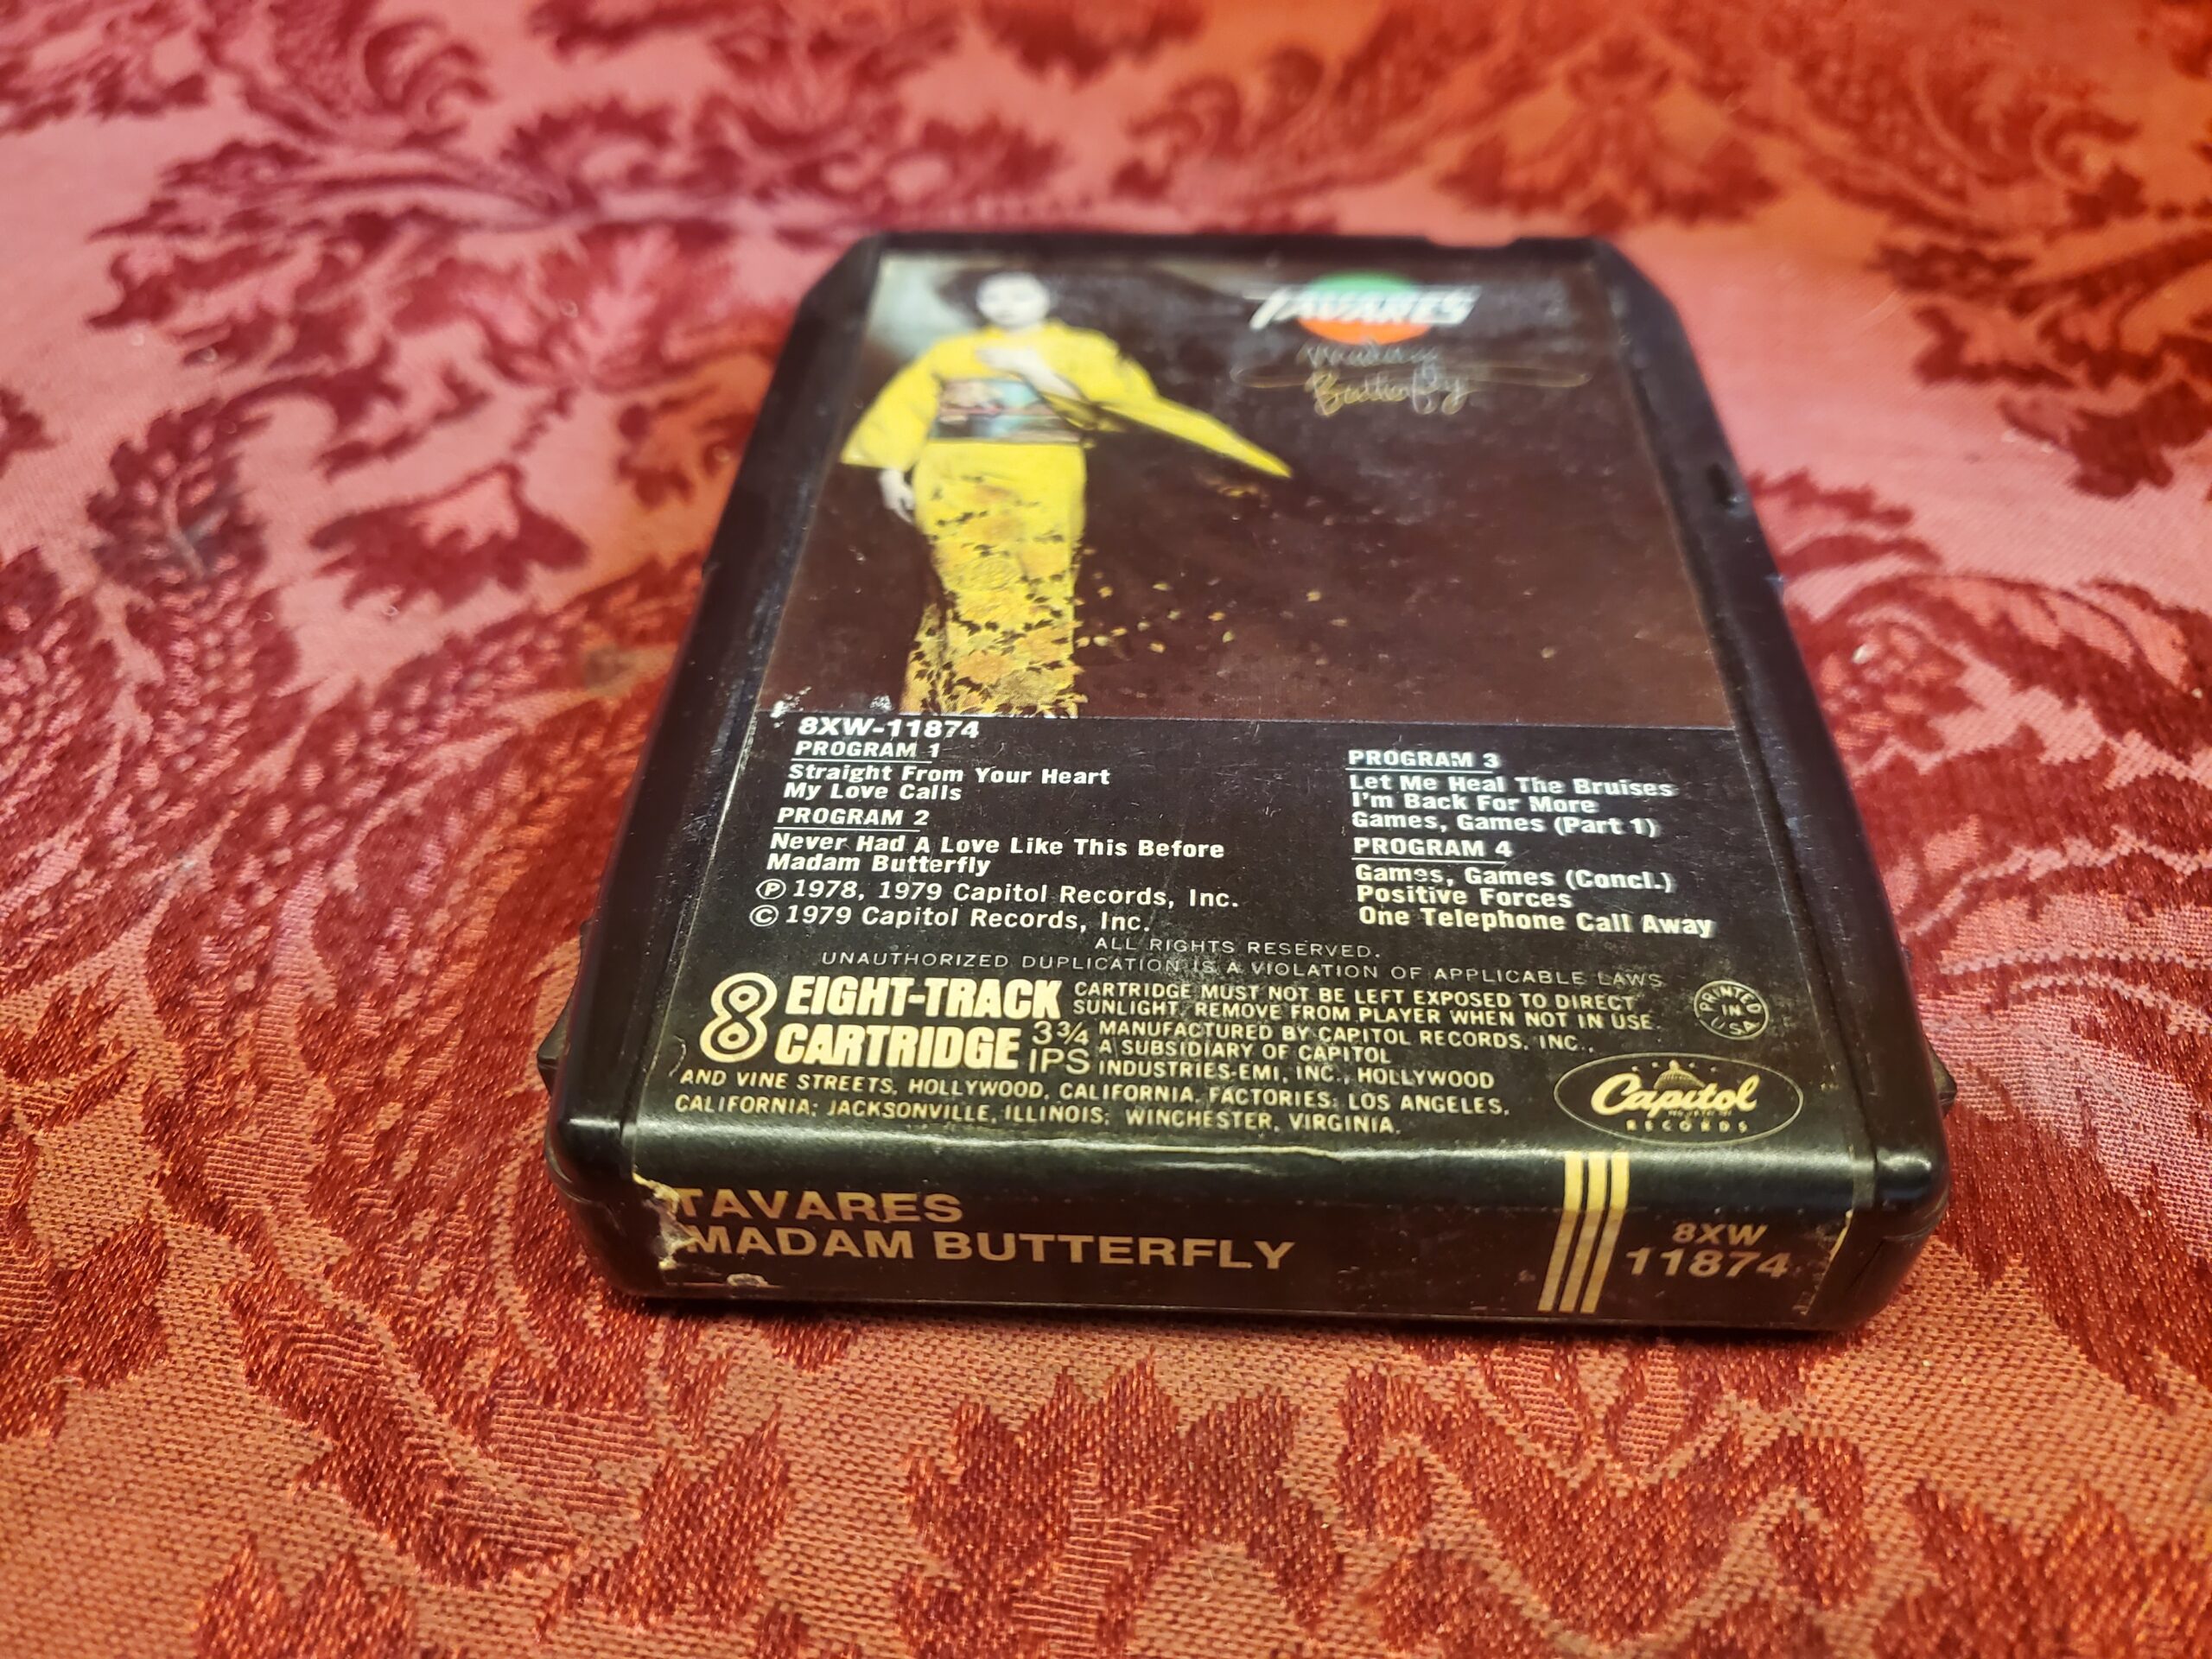 TAVARES
Madam
Butterfly
8XW-11874
PROGRAM 1
Straight From Your Heart
My Love Calls
PROGRAM 2
Never Had A Love Like This Before
Madam Butterfly
℗ 1978, 1979 Capitol Records, Inc.
© 1979 Capitol Records, Inc.
PROGRAM 3
Let Me Heal The Bruises
I'm Back For More
Games, Games (Part 1)
PROGRAM 4
Games, Games (Concl.)
Positive Forces
One Telephone Call Away
ALL RIGHTS RESERVED.
UNAUTHORIZED DUPLICATION IS A VIOLATION OF APPLICABLE LAWS
8 EIGHT-TRACK
CARTRIDGE 3¾ IPS
CARTRIDGE MUST NOT BE LEFT EXPOSED TO DIRECT
SUNLIGHT. REMOVE FROM PLAYER WHEN NOT IN USE.
MANUFACTURED BY CAPITOL RECORDS, INC.,
A SUBSIDIARY OF CAPITOL
INDUSTRIES-EMI, INC., HOLLYWOOD
AND VINE STREETS, HOLLYWOOD, CALIFORNIA. FACTORIES: LOS ANGELES,
CALIFORNIA; JACKSONVILLE, ILLINOIS; WINCHESTER, VIRGINIA.
PRINTED IN U.S.A.
Capitol
RECORDS
TAVARES
MADAM BUTTERFLY
8XW
11874